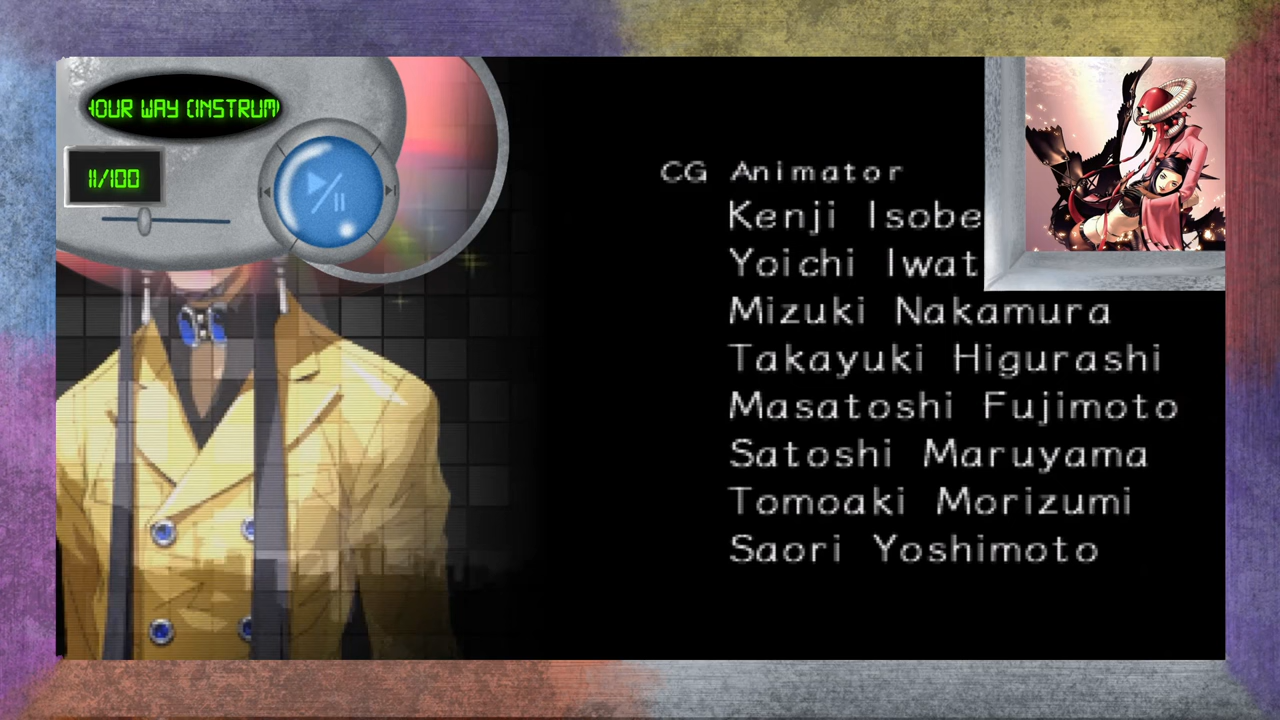 OUR WAY (INSTRUM
11/100
CG Animator
Kenji Isobe
Yoichi Iwat
Mizuki Nakamura
Takayuki Higurashi
Masatoshi Fujimoto
Satoshi Maruyama
Tomoaki Morizumi
Saori Yoshimoto